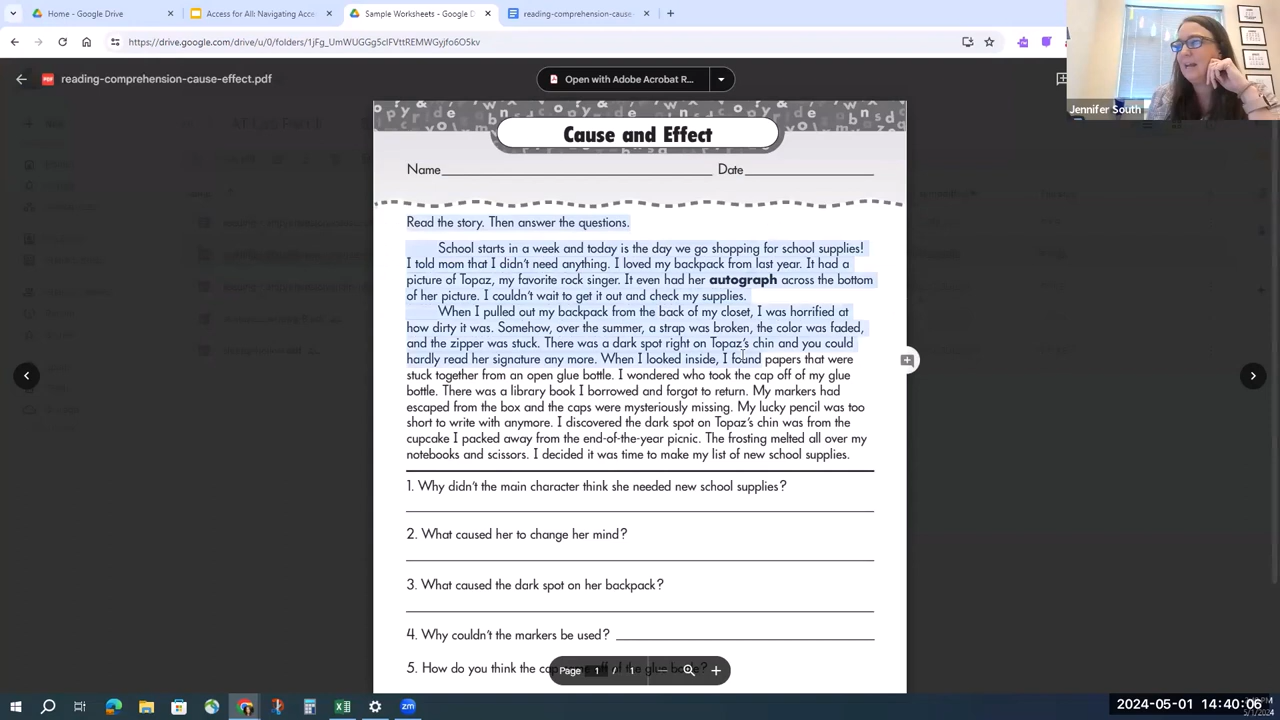 Home - Google Drive
Access for All: Navigating Acce
Sample Worksheets - Google D
reading-comprehension-cause
https://drive.google.com/drive/u/0/folders/1jFg_UmWUGGg5clFVttREMWGyjfo6O5kv
reading-comprehension-cause-effect.pdf
Open with Adobe Acrobat R...
Jennifer South
Cause and Effect
Name Date
Read the story. Then answer the questions.
School starts in a week and today is the day we go shopping for school supplies!
I told mom that I didn't need anything. I loved my backpack from last year. It had a
picture of Topaz, my favorite rock singer. It even had her autograph across the bottom
of her picture. I couldn't wait to get it out and check my supplies.
When I pulled out my backpack from the back of my closet, I was horrified at
how dirty it was. Somehow, over the summer, a strap was broken, the color was faded,
and the zipper was stuck. There was a dark spot right on Topaz's chin and you could
hardly read her signature any more. When I looked inside, I found papers that were
stuck together from an open glue bottle. I wondered who took the cap off of my glue
bottle. There was a library book I borrowed and forgot to return. My markers had
escaped from the box and the caps were mysteriously missing. My lucky pencil was too
short to write with anymore. I discovered the dark spot on Topaz's chin was from the
cupcake I packed away from the end-of-the-year picnic. The frosting melted all over my
notebooks and scissors. I decided it was time to make my list of new school supplies.
1. Why didn't the main character think she needed new school supplies?
2. What caused her to change her mind?
3. What caused the dark spot on her backpack?
4. Why couldn't the markers be used?
5. How do you think the cap came off of the glue bottle?
Page 1 / 1
2024-05-01 14:40:06